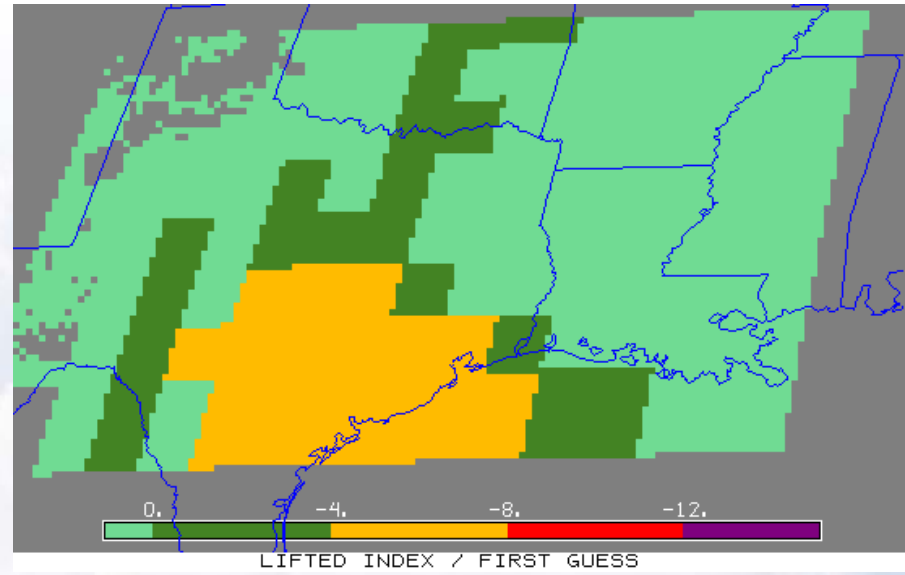 0. -4. -8. -12.
LIFTED INDEX / FIRST GUESS